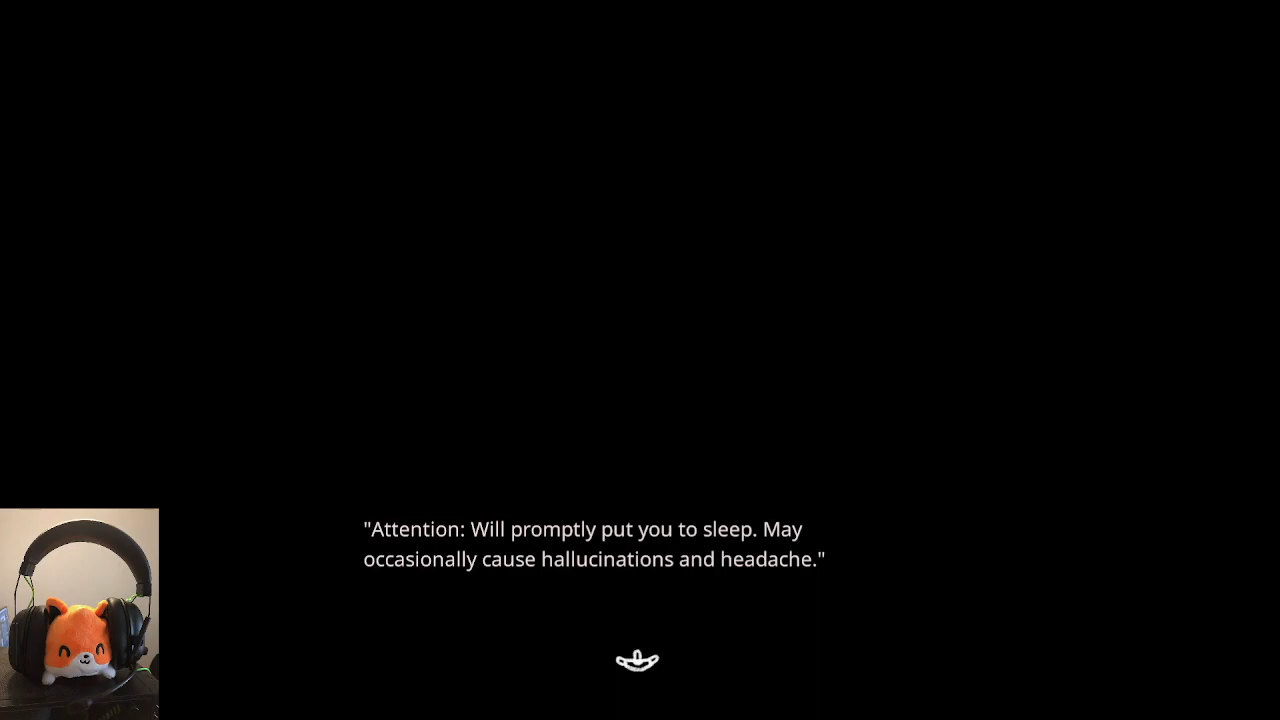 "Attention: Will promptly put you to sleep. May
occasionally cause hallucinations and headache."